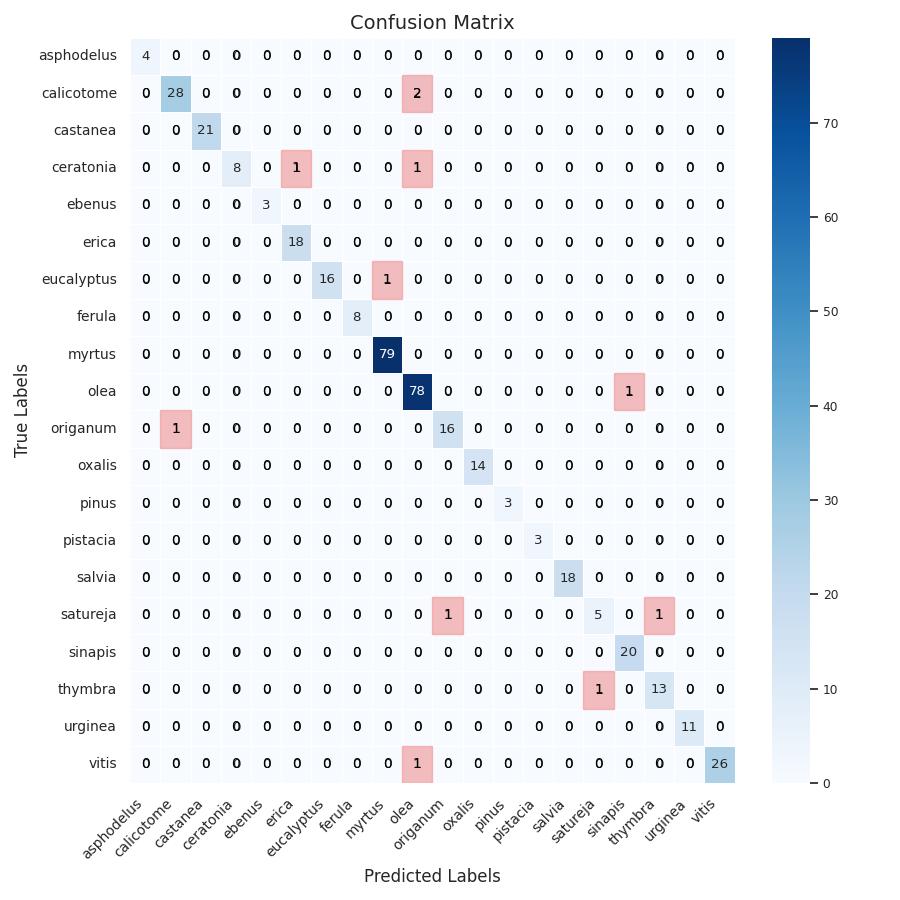 Confusion Matrix
True Labels
asphodelus 4 0 0 0 0 0 0 0 0 0 0 0 0 0 0 0 0 0 0 0
calicotome 0 28 0 0 0 0 0 0 0 2 0 0 0 0 0 0 0 0 0 0
castanea 0 0 21 0 0 0 0 0 0 0 0 0 0 0 0 0 0 0 0 0
ceratonia 0 0 0 8 0 1 0 0 0 1 0 0 0 0 0 0 0 0 0 0
ebenus 0 0 0 0 3 0 0 0 0 0 0 0 0 0 0 0 0 0 0 0
erica 0 0 0 0 0 18 0 0 0 0 0 0 0 0 0 0 0 0 0 0
eucalyptus 0 0 0 0 0 0 16 0 1 0 0 0 0 0 0 0 0 0 0 0
ferula 0 0 0 0 0 0 0 8 0 0 0 0 0 0 0 0 0 0 0 0
myrtus 0 0 0 0 0 0 0 0 79 0 0 0 0 0 0 0 0 0 0 0
olea 0 0 0 0 0 0 0 0 0 78 0 0 0 0 0 0 1 0 0 0
origanum 0 1 0 0 0 0 0 0 0 0 16 0 0 0 0 0 0 0 0 0
oxalis 0 0 0 0 0 0 0 0 0 0 0 14 0 0 0 0 0 0 0 0
pinus 0 0 0 0 0 0 0 0 0 0 0 0 3 0 0 0 0 0 0 0
pistacia 0 0 0 0 0 0 0 0 0 0 0 0 0 3 0 0 0 0 0 0
salvia 0 0 0 0 0 0 0 0 0 0 0 0 0 0 18 0 0 0 0 0
satureja 0 0 0 0 0 0 0 0 0 0 1 0 0 0 0 5 0 1 0 0
sinapis 0 0 0 0 0 0 0 0 0 0 0 0 0 0 0 0 20 0 0 0
thymbra 0 0 0 0 0 0 0 0 0 0 0 0 0 0 0 1 0 13 0 0
urginea 0 0 0 0 0 0 0 0 0 0 0 0 0 0 0 0 0 0 11 0
vitis 0 0 0 0 0 0 0 0 0 1 0 0 0 0 0 0 0 0 0 26
asphodelus calicotome castanea ceratonia ebenus erica eucalyptus ferula myrtus olea origanum oxalis pinus pistacia salvia satureja sinapis thymbra urginea vitis
Predicted Labels
70
60
50
40
30
20
10
0